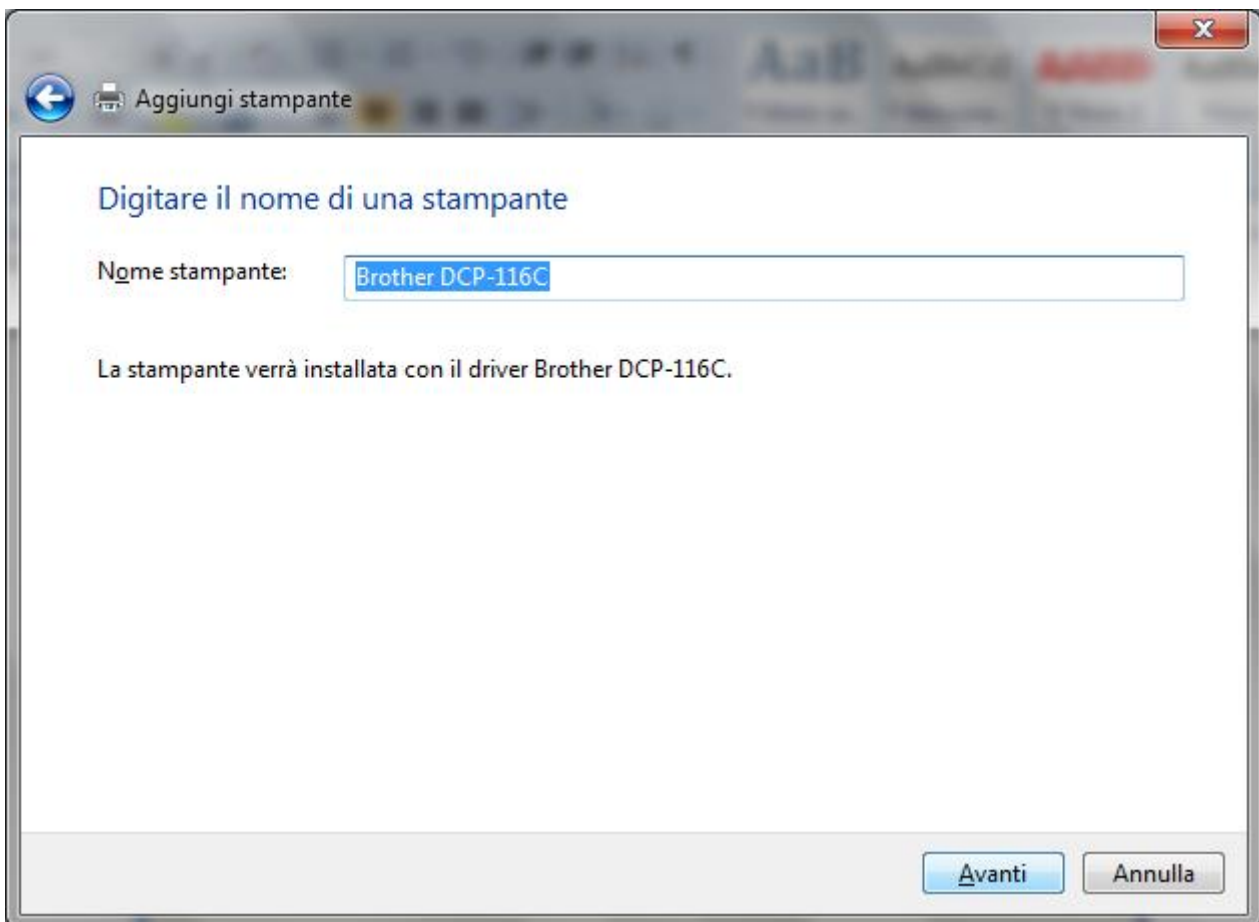 Aggiungi stampante
Digitare il nome di una stampante
Nome stampante: Brother DCP-116C
La stampante verrà installata con il driver Brother DCP-116C.
Avanti Annulla